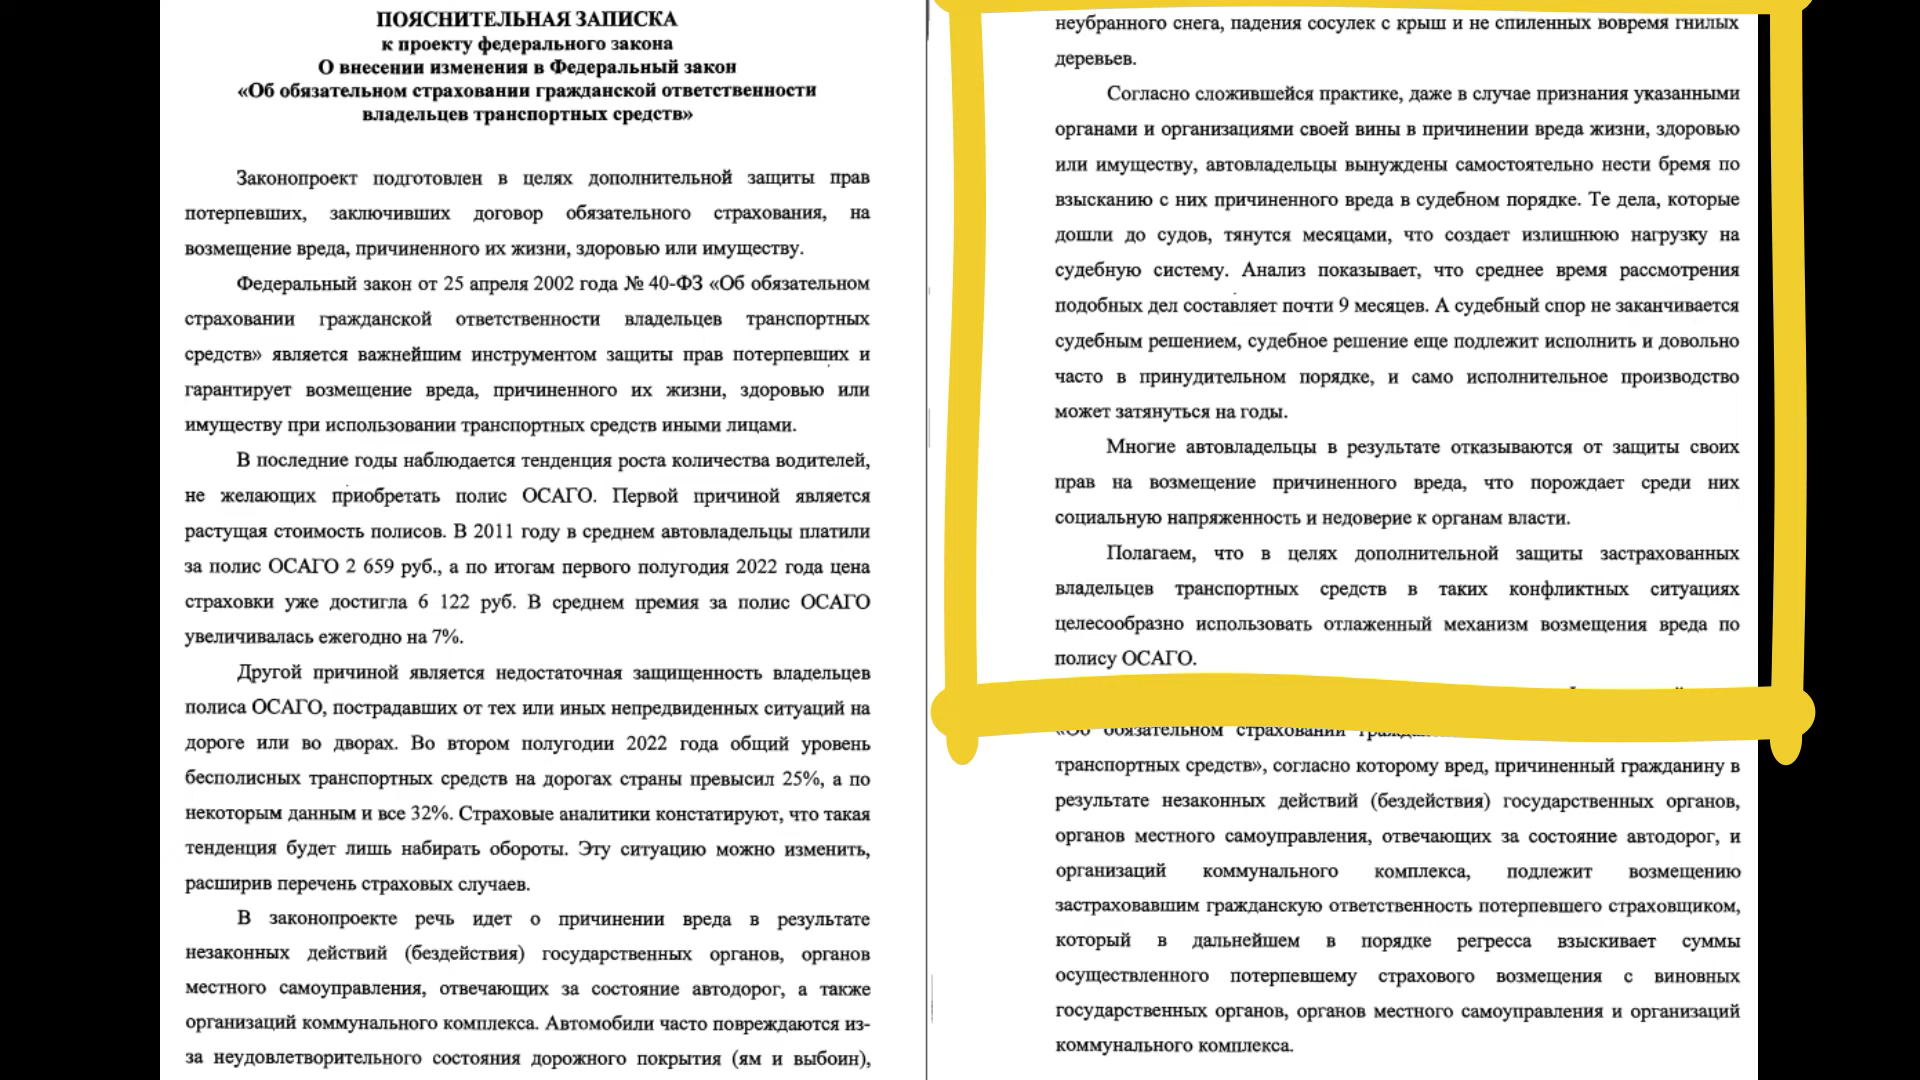 ПОЯСНИТЕЛЬНАЯ ЗАПИСКА
к проекту федерального закона
О внесении изменения в Федеральный закон
«Об обязательном страховании гражданской ответственности
владельцев транспортных средств»
Законопроект подготовлен в целях дополнительной защиты прав
потерпевших, заключивших договор обязательного страхования, на
возмещение вреда, причиненного их жизни, здоровью или имуществу.
Федеральный закон от 25 апреля 2002 года № 40-ФЗ «Об обязательном
страховании гражданской ответственности владельцев транспортных
средств» является важнейшим инструментом защиты прав потерпевших и
гарантирует возмещение вреда, причиненного их жизни, здоровью или
имуществу при использовании транспортных средств иными лицами.
В последние годы наблюдается тенденция роста количества водителей,
не желающих приобретать полис ОСАГО. Первой причиной является
растущая стоимость полисов. В 2011 году в среднем автовладельцы платили
за полис ОСАГО 2 659 руб., а по итогам первого полугодия 2022 года цена
страховки уже достигла 6 122 руб. В среднем премия за полис ОСАГО
увеличивалась ежегодно на 7%.
Другой причиной является недостаточная защищенность владельцев
полиса ОСАГО, пострадавших от тех или иных непредвиденных ситуаций на
дороге или во дворах. Во втором полугодии 2022 года общий уровень
бесполисных транспортных средств на дорогах страны превысил 25%, а по
некоторым данным и все 32%. Страховые аналитики констатируют, что такая
тенденция будет лишь набирать обороты. Эту ситуацию можно изменить,
расширив перечень страховых случаев.
В законопроекте речь идет о причинении вреда в результате
незаконных действий (бездействия) государственных органов, органов
местного самоуправления, отвечающих за состояние автодорог, а также
организаций коммунального комплекса. Автомобили часто повреждаются из-
за неудовлетворительного состояния дорожного покрытия (ям и выбоин),
неубранного снега, падения сосулек с крыш и не спиленных вовремя гнилых
деревьев.
Согласно сложившейся практике, даже в случае признания указанными
органами и организациями своей вины в причинении вреда жизни, здоровью
или имуществу, автовладельцы вынуждены самостоятельно нести бремя по
взысканию с них причиненного вреда в судебном порядке. Те дела, которые
дошли до судов, тянутся месяцами, что создает излишнюю нагрузку на
судебную систему. Анализ показывает, что среднее время рассмотрения
подобных дел составляет почти 9 месяцев. А судебный спор не заканчивается
судебным решением, судебное решение еще подлежит исполнить и довольно
часто в принудительном порядке, и само исполнительное производство
может затянуться на годы.
Многие автовладельцы в результате отказываются от защиты своих
прав на возмещение причиненного вреда, что порождает среди них
социальную напряженность и недоверие к органам власти.
Полагаем, что в целях дополнительной защиты застрахованных
владельцев транспортных средств в таких конфликтных ситуациях
целесообразно использовать отлаженный механизм возмещения вреда по
полису ОСАГО.
«Об обязательном страховании
транспортных средств», согласно которому вред, причиненный гражданину в
результате незаконных действий (бездействия) государственных органов,
органов местного самоуправления, отвечающих за состояние автодорог, и
организаций коммунального комплекса, подлежит возмещению
застраховавшим гражданскую ответственность потерпевшего страховщиком,
который в дальнейшем в порядке регресса взыскивает суммы
осуществленного потерпевшему страхового возмещения с виновных
государственных органов, органов местного самоуправления и организаций
коммунального комплекса.